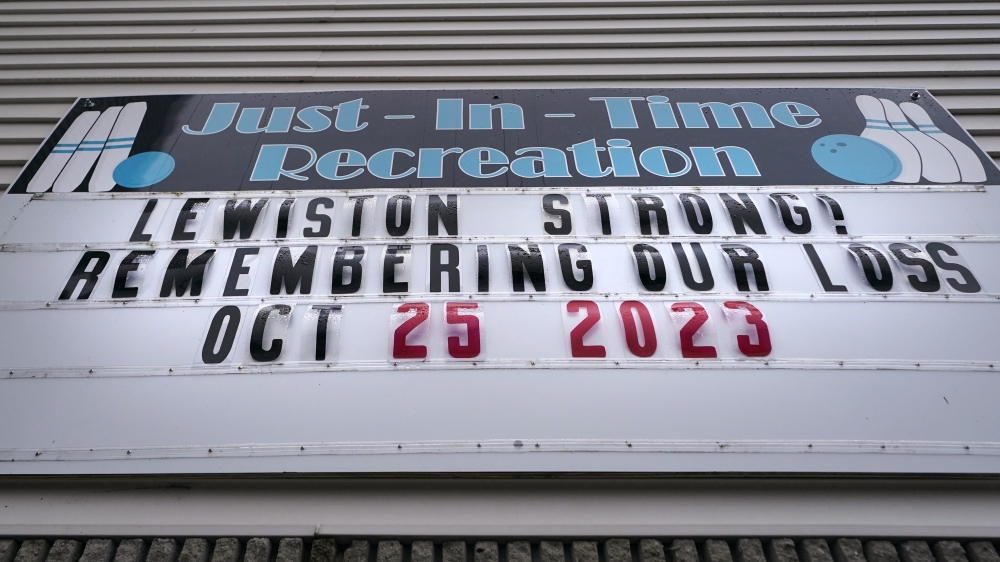 Just - In - Time
Recreation
LEWISTON STRONG!
REMEMBERING OUR LOSS
OCT 25 2023